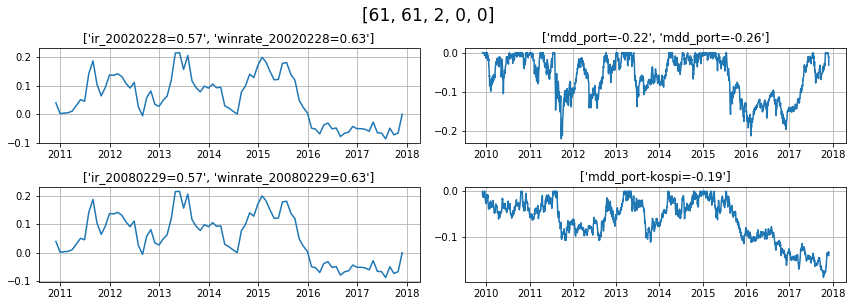 [61, 61, 2, 0, 0]
['ir_20020228=0.57', 'winrate_20020228=0.63']
0.2
0.1
0.0
−0.1
2011 2012 2013 2014 2015 2016 2017 2018
['mdd_port=-0.22', 'mdd_port=-0.26']
0.0
−0.1
−0.2
2010 2011 2012 2013 2014 2015 2016 2017 2018
['ir_20080229=0.57', 'winrate_20080229=0.63']
0.2
0.1
0.0
−0.1
2011 2012 2013 2014 2015 2016 2017 2018
['mdd_port-kospi=-0.19']
0.0
−0.1
2010 2011 2012 2013 2014 2015 2016 2017 2018